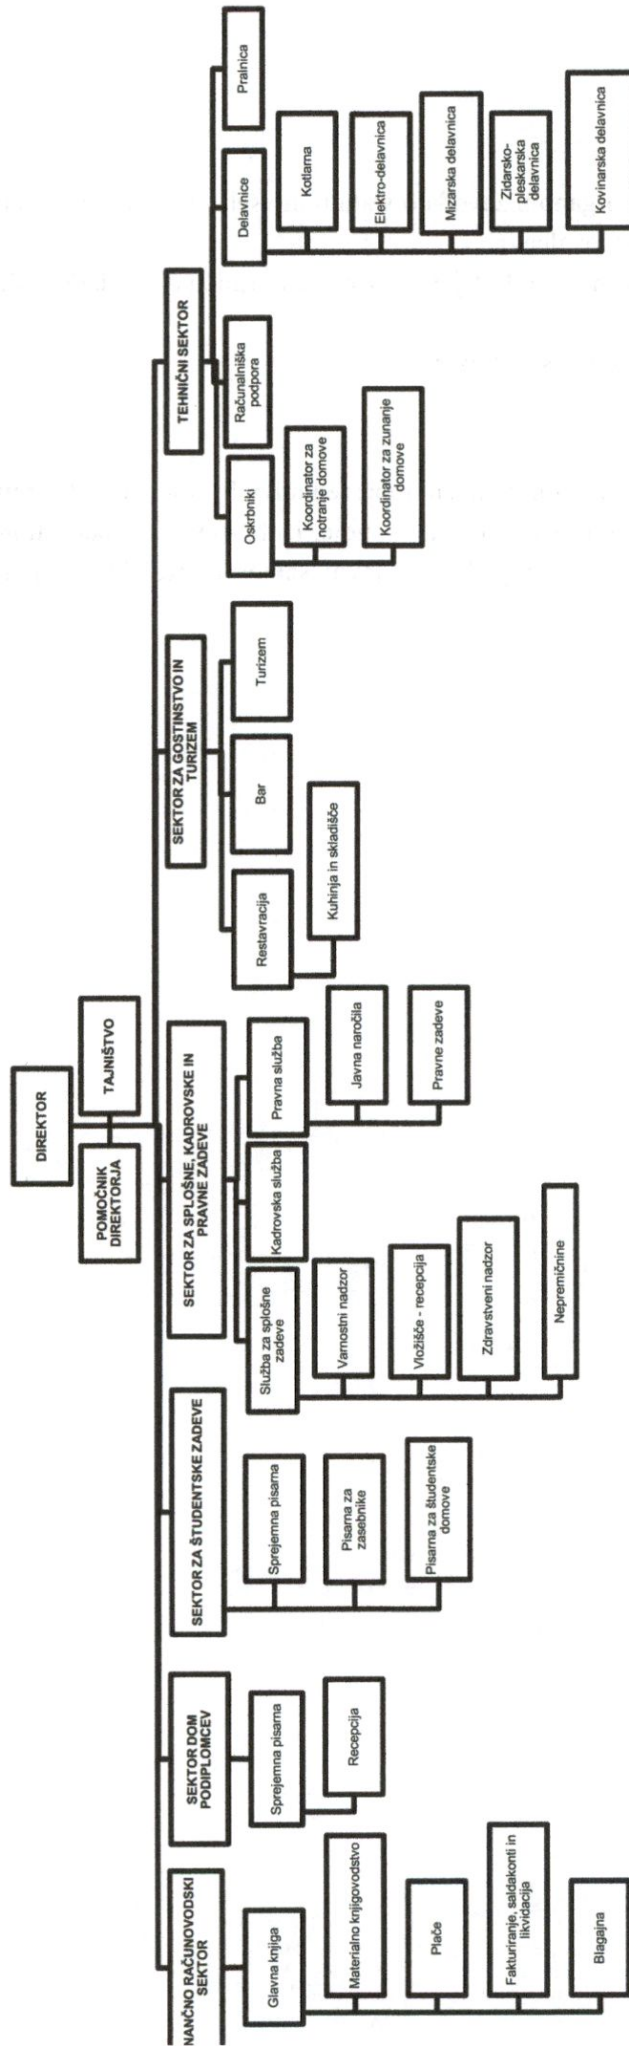 DIREKTOR
POMOČNIK
DIREKTORJA
TAJNIŠTVO
NANČNO RAČUNOVODSKI
SEKTOR
Glavna knjiga
Materialno knjigovodstvo
Plače
Fakturiranje, saldakonti in
likvidacija
Blagajna
SEKTOR DOM
PODIPLOMCEV
Sprejemna pisarna
Recepcija
SEKTOR ZA ŠTUDENTSKE ZADEVE
Sprejemna pisarna
Pisarna za
zasebnike
Pisarna za študentske
domove
SEKTOR ZA SPLOŠNE, KADROVSKE IN
PRAVNE ZADEVE
Služba za splošne
zadeve
Varnostni nadzor
Vložišče - recepcija
Zdravstveni nadzor
Nepremičnine
Kadrovska služba
Pravna služba
Javna naročila
Pravne zadeve
SEKTOR ZA GOSTINSTVO IN
TURIZEM
Restavracija
Kuhinja in skladišče
Bar
Turizem
TEHNIČNI SEKTOR
Oskrbniki
Koordinator za
notranje domove
Koordinator za zunanje
domove
Računalniška
podpora
Delavnice
Kotlarna
Elektro-delavnica
Mizarska delavnica
Zidarsko-
pleskarska
delavnica
Kovinarska delavnica
Pralnica